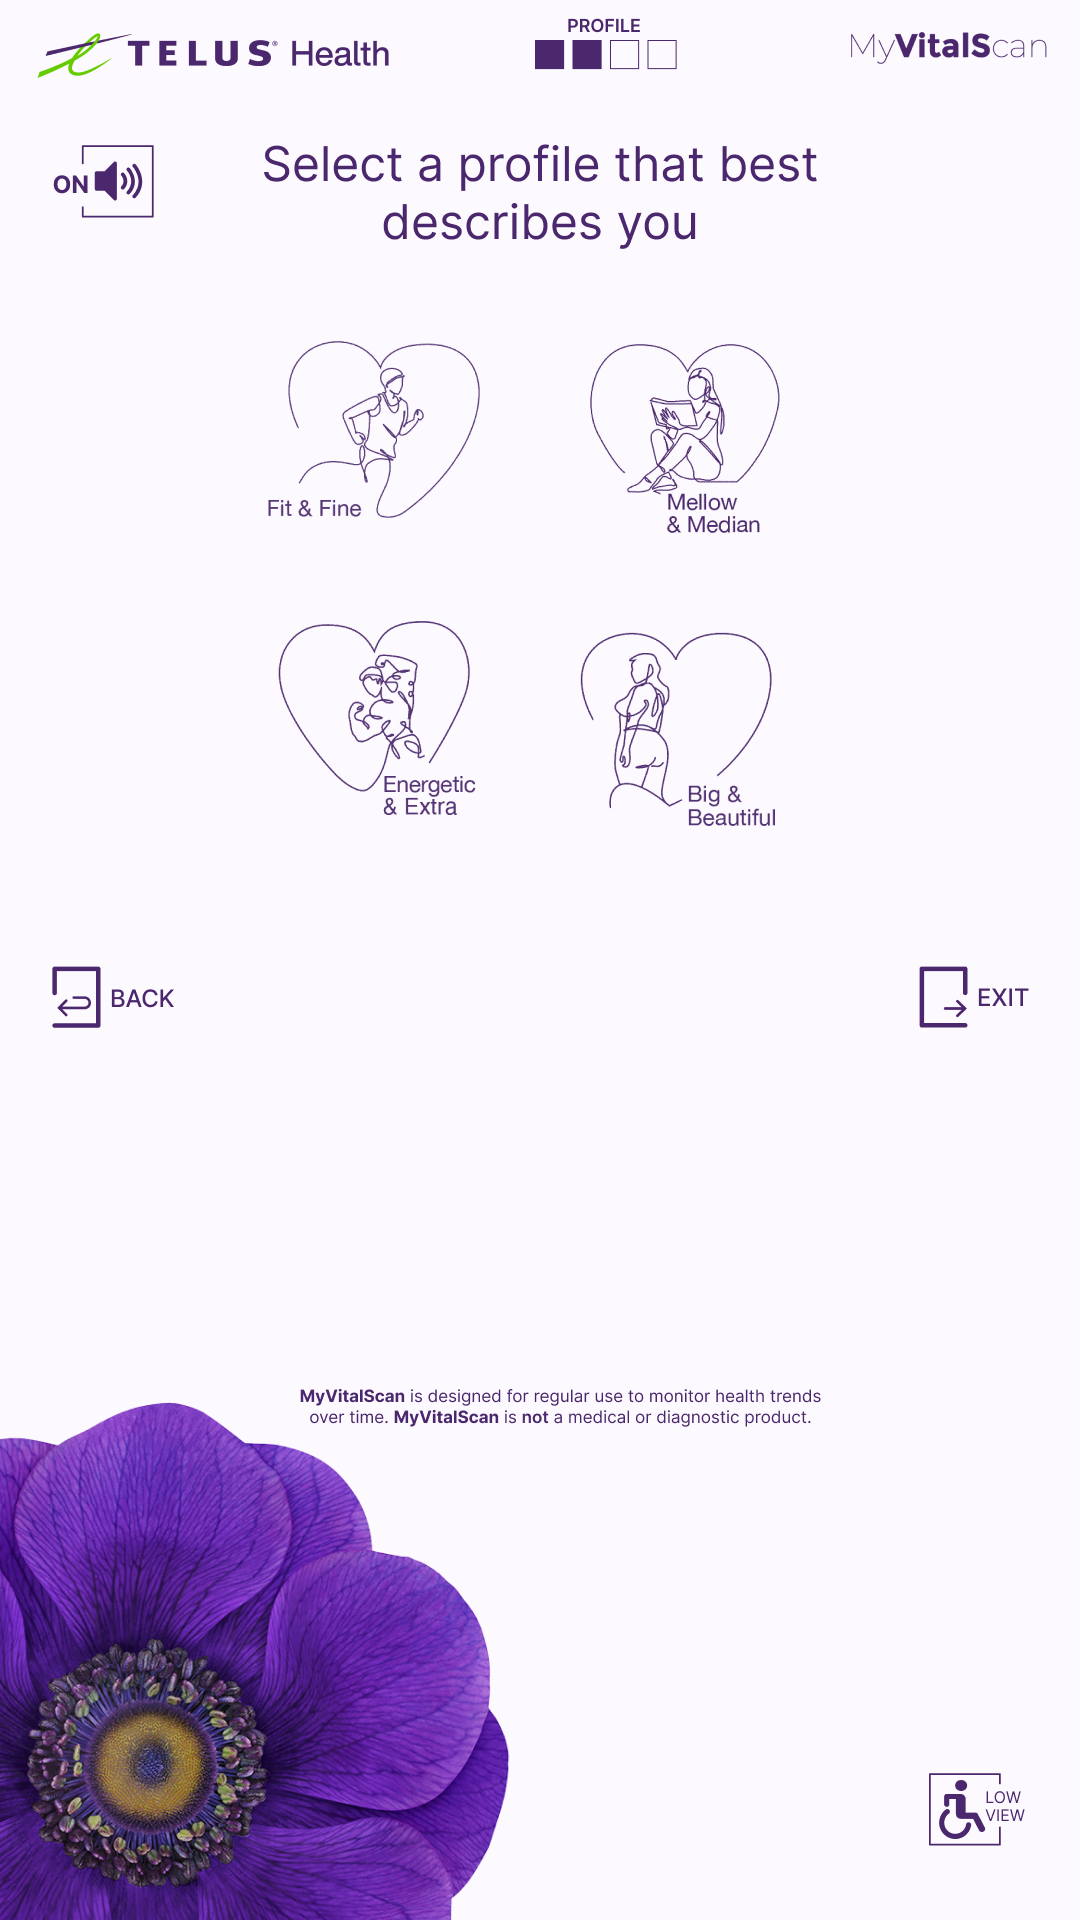 TELUS® Health
PROFILE
MyVitalScan
ON
Select a profile that best
describes you
Fit & Fine
Mellow
& Median
Energetic
& Extra
Big &
Beautiful
BACK
EXIT
MyVitalScan is designed for regular use to monitor health trends
over time. MyVitalScan is not a medical or diagnostic product.
LOW
VIEW